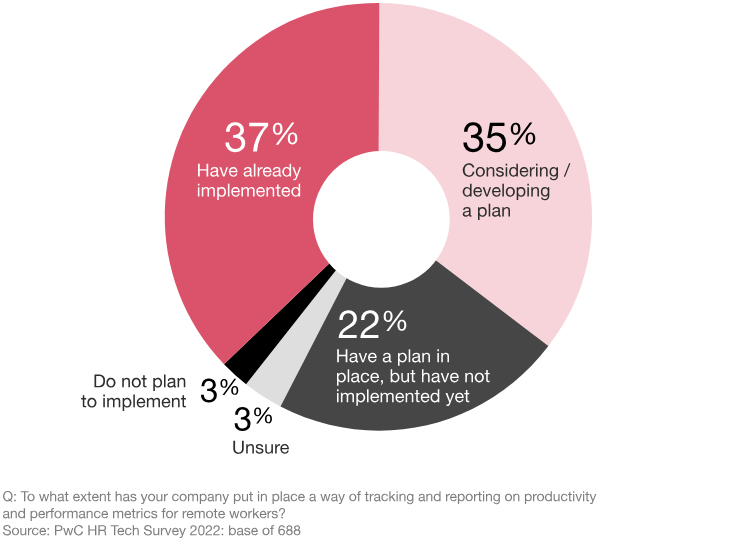 37%
Have already
implemented
35%
Considering /
developing
a plan
22%
Have a plan in
place, but have not
implemented yet
Do not plan
to implement
3%
3%
Unsure
Q: To what extent has your company put in place a way of tracking and reporting on productivity
and performance metrics for remote workers?
Source: PwC HR Tech Survey 2022: base of 688